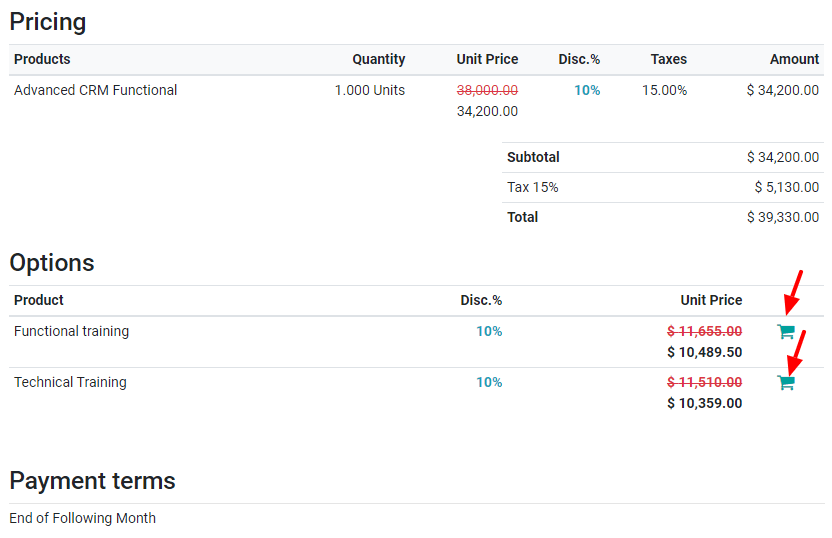 Pricing
Products Quantity Unit Price Disc.% Taxes Amount
Advanced CRM Functional 1.000 Units 38,000.00 10% 15.00% $ 34,200.00
34,200.00
Subtotal $ 34,200.00
Tax 15% $ 5,130.00
Total $ 39,330.00
Options
Product Disc.% Unit Price
Functional training 10% $ 11,655.00
$ 10,489.50
Technical Training 10% $ 11,510.00
$ 10,359.00
Payment terms
End of Following Month